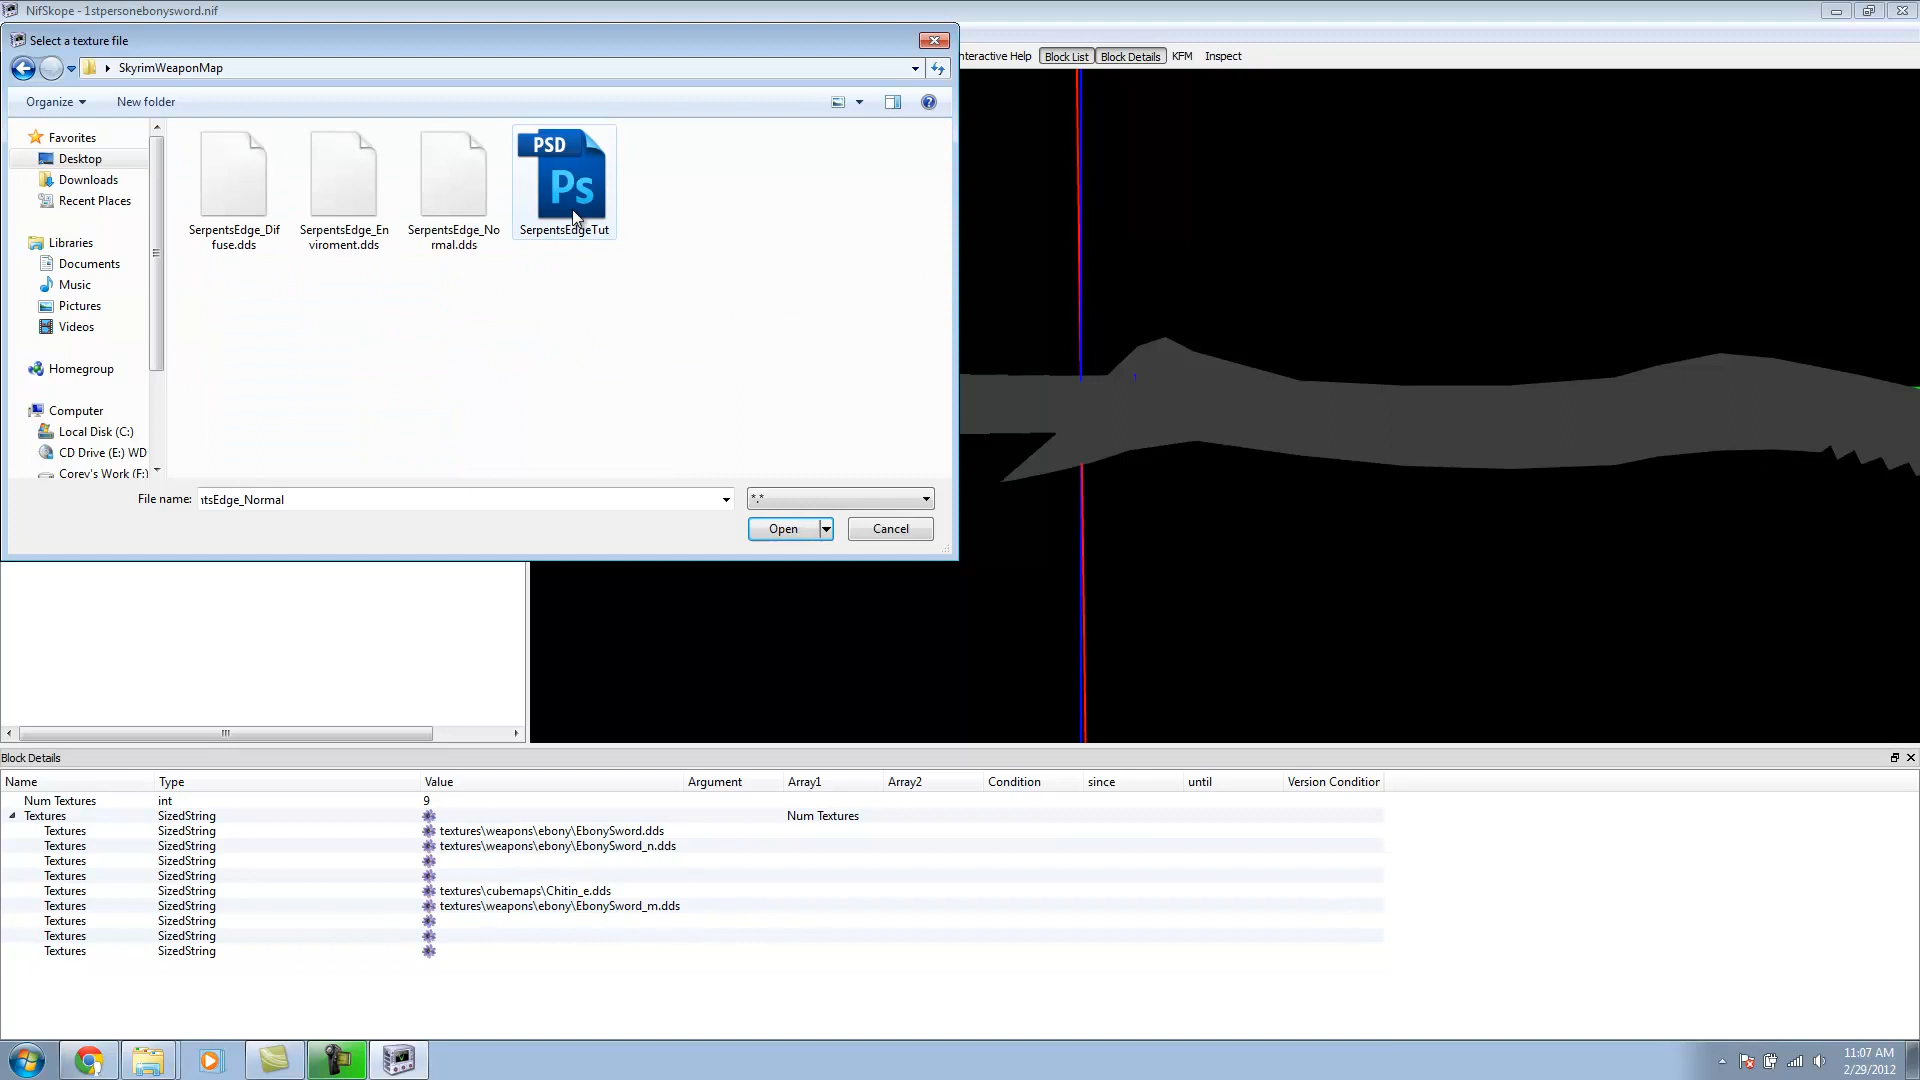 NifSkope - 1stpersonebonysword.nif
Select a texture file
SkyrimWeaponMap
nteractive Help Block List Block Details KFM Inspect
Organize New folder
Favorites
Desktop
Downloads
Recent Places
Libraries
Documents
Music
Pictures
Videos
Homegroup
Computer
Local Disk (C:)
CD Drive (E:) WD
Corey's Work (F:)
PSD
Ps
SerpentsEdge_Dif
fuse.dds
SerpentsEdge_En
viroment.dds
SerpentsEdge_No
rmal.dds
SerpentsEdgeTut
File name: ntsEdge_Normal *.*
Open Cancel
Block Details
Name Type Value Argument Array1 Array2 Condition since until Version Condition
Num Textures int 9
Textures SizedString Num Textures
Textures SizedString textures\weapons\ebony\EbonySword.dds
Textures SizedString textures\weapons\ebony\EbonySword_n.dds
Textures SizedString
Textures SizedString
Textures SizedString textures\cubemaps\Chitin_e.dds
Textures SizedString textures\weapons\ebony\EbonySword_m.dds
Textures SizedString
Textures SizedString
Textures SizedString
11:07 AM
2/29/2012